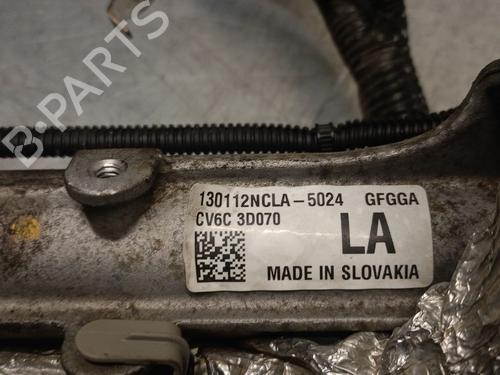 130112NCLA-5024 GFGGA
CV6C 3D070
LA
MADE IN SLOVAKIA
B-PARTS